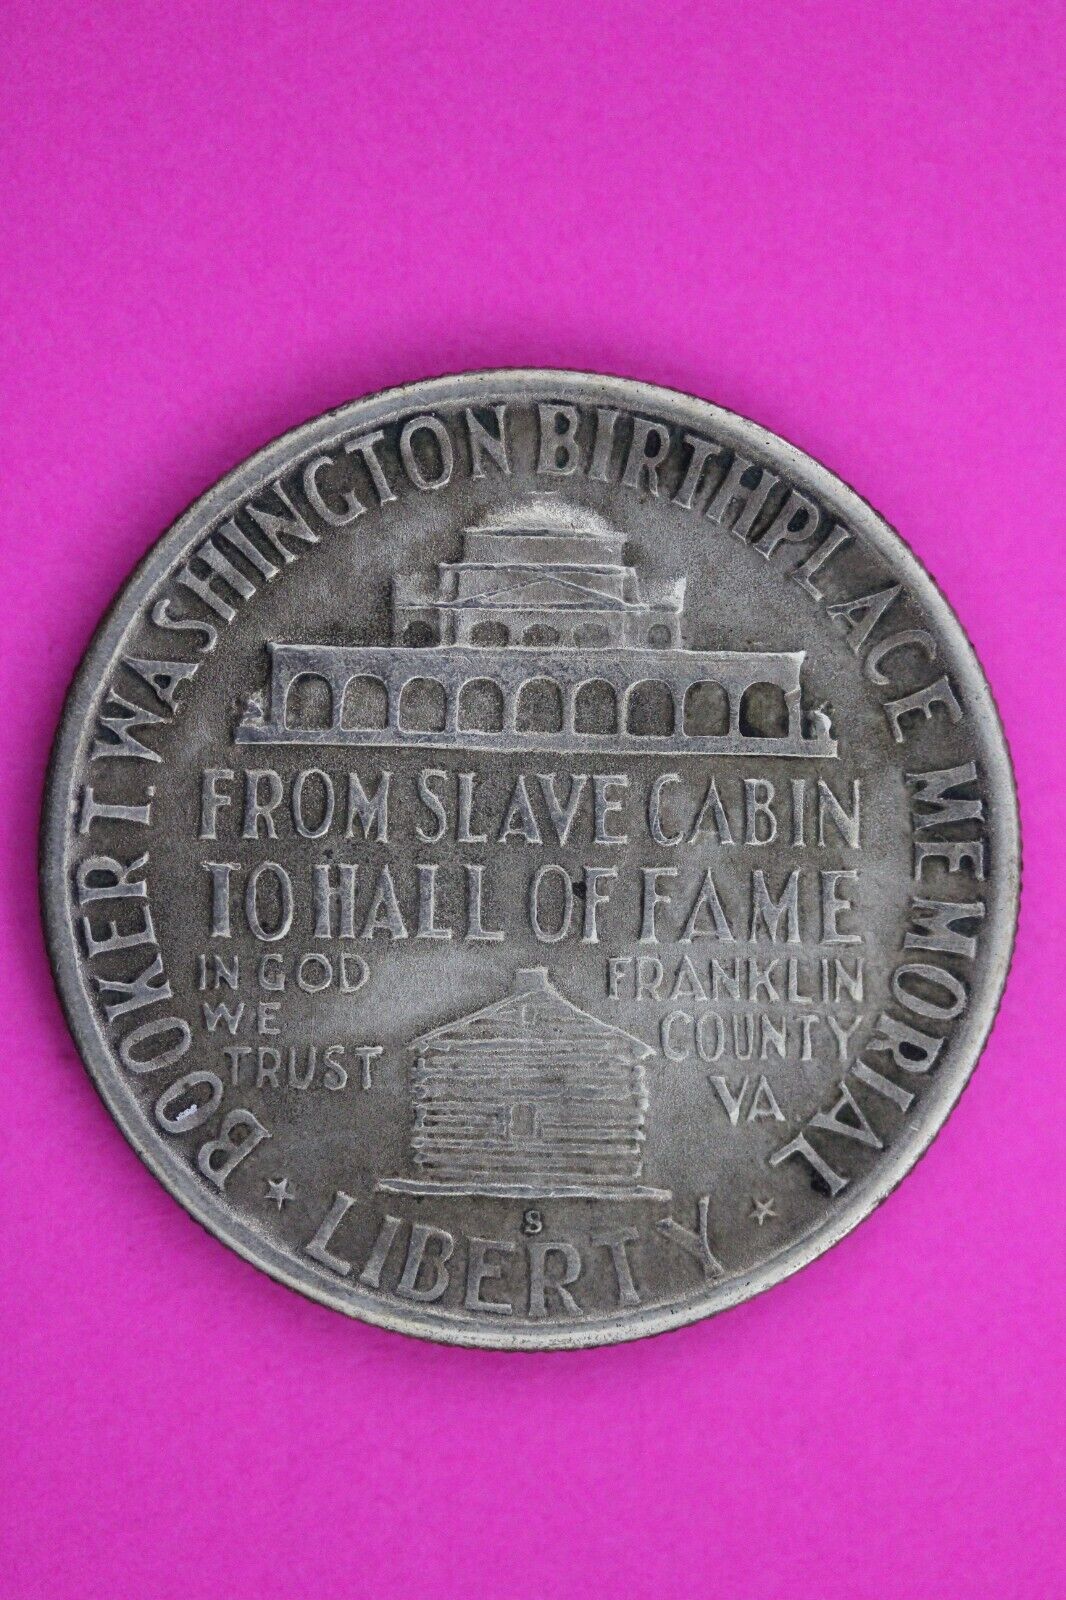 BOOKER T. WASHINGTON BIRTHPLACE MEMORIAL
FROM SLAVE CABIN
TO HALL OF FAME
IN GOD
WE
TRUST
FRANKLIN
COUNTY
VA
S
LIBERTY